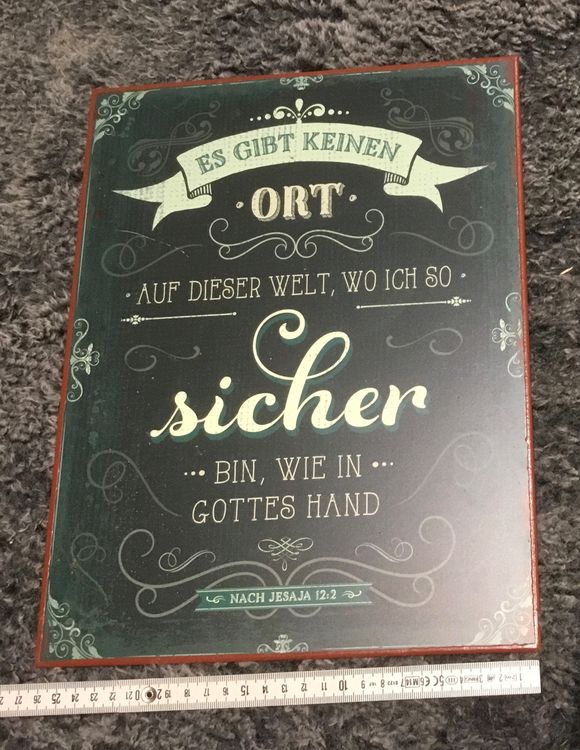 ES GIBT KEINEN
ORT
AUF DIESER WELT, WO ICH SO
sicher
BIN, WIE IN
GOTTES HAND
NACH JESAJA 12:2